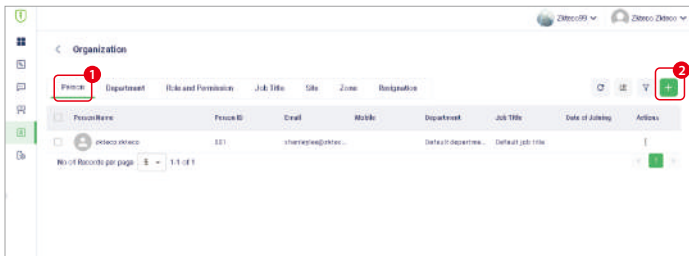 Zkteco99 Zkteco Zkteco
< Organization
1 2
Person Department Role and Permission Job Title Site Zone Resignation
Person Name Person ID Email Mobile Department Job Title Date of Joining Actions
zkteco zkteco Default departme... Default job title
No of Records per page 1-1 of 1 1